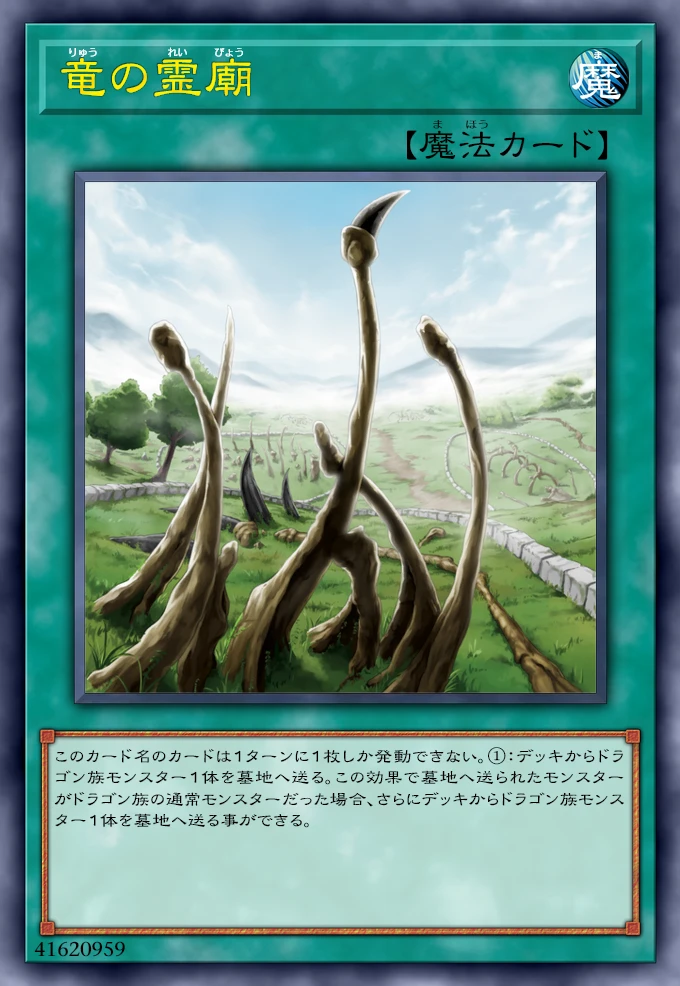 竜の霊廟
りゅう れい びょう
魔
ま
【魔法カード】
ま ほう
このカード名のカードは1ターンに1枚しか発動できない。①:デッキからドラ
ゴン族モンスター1体を墓地へ送る。この効果で墓地へ送られたモンスター
がドラゴン族の通常モンスターだった場合、さらにデッキからドラゴン族モンス
ター1体を墓地へ送る事ができる。
41620959